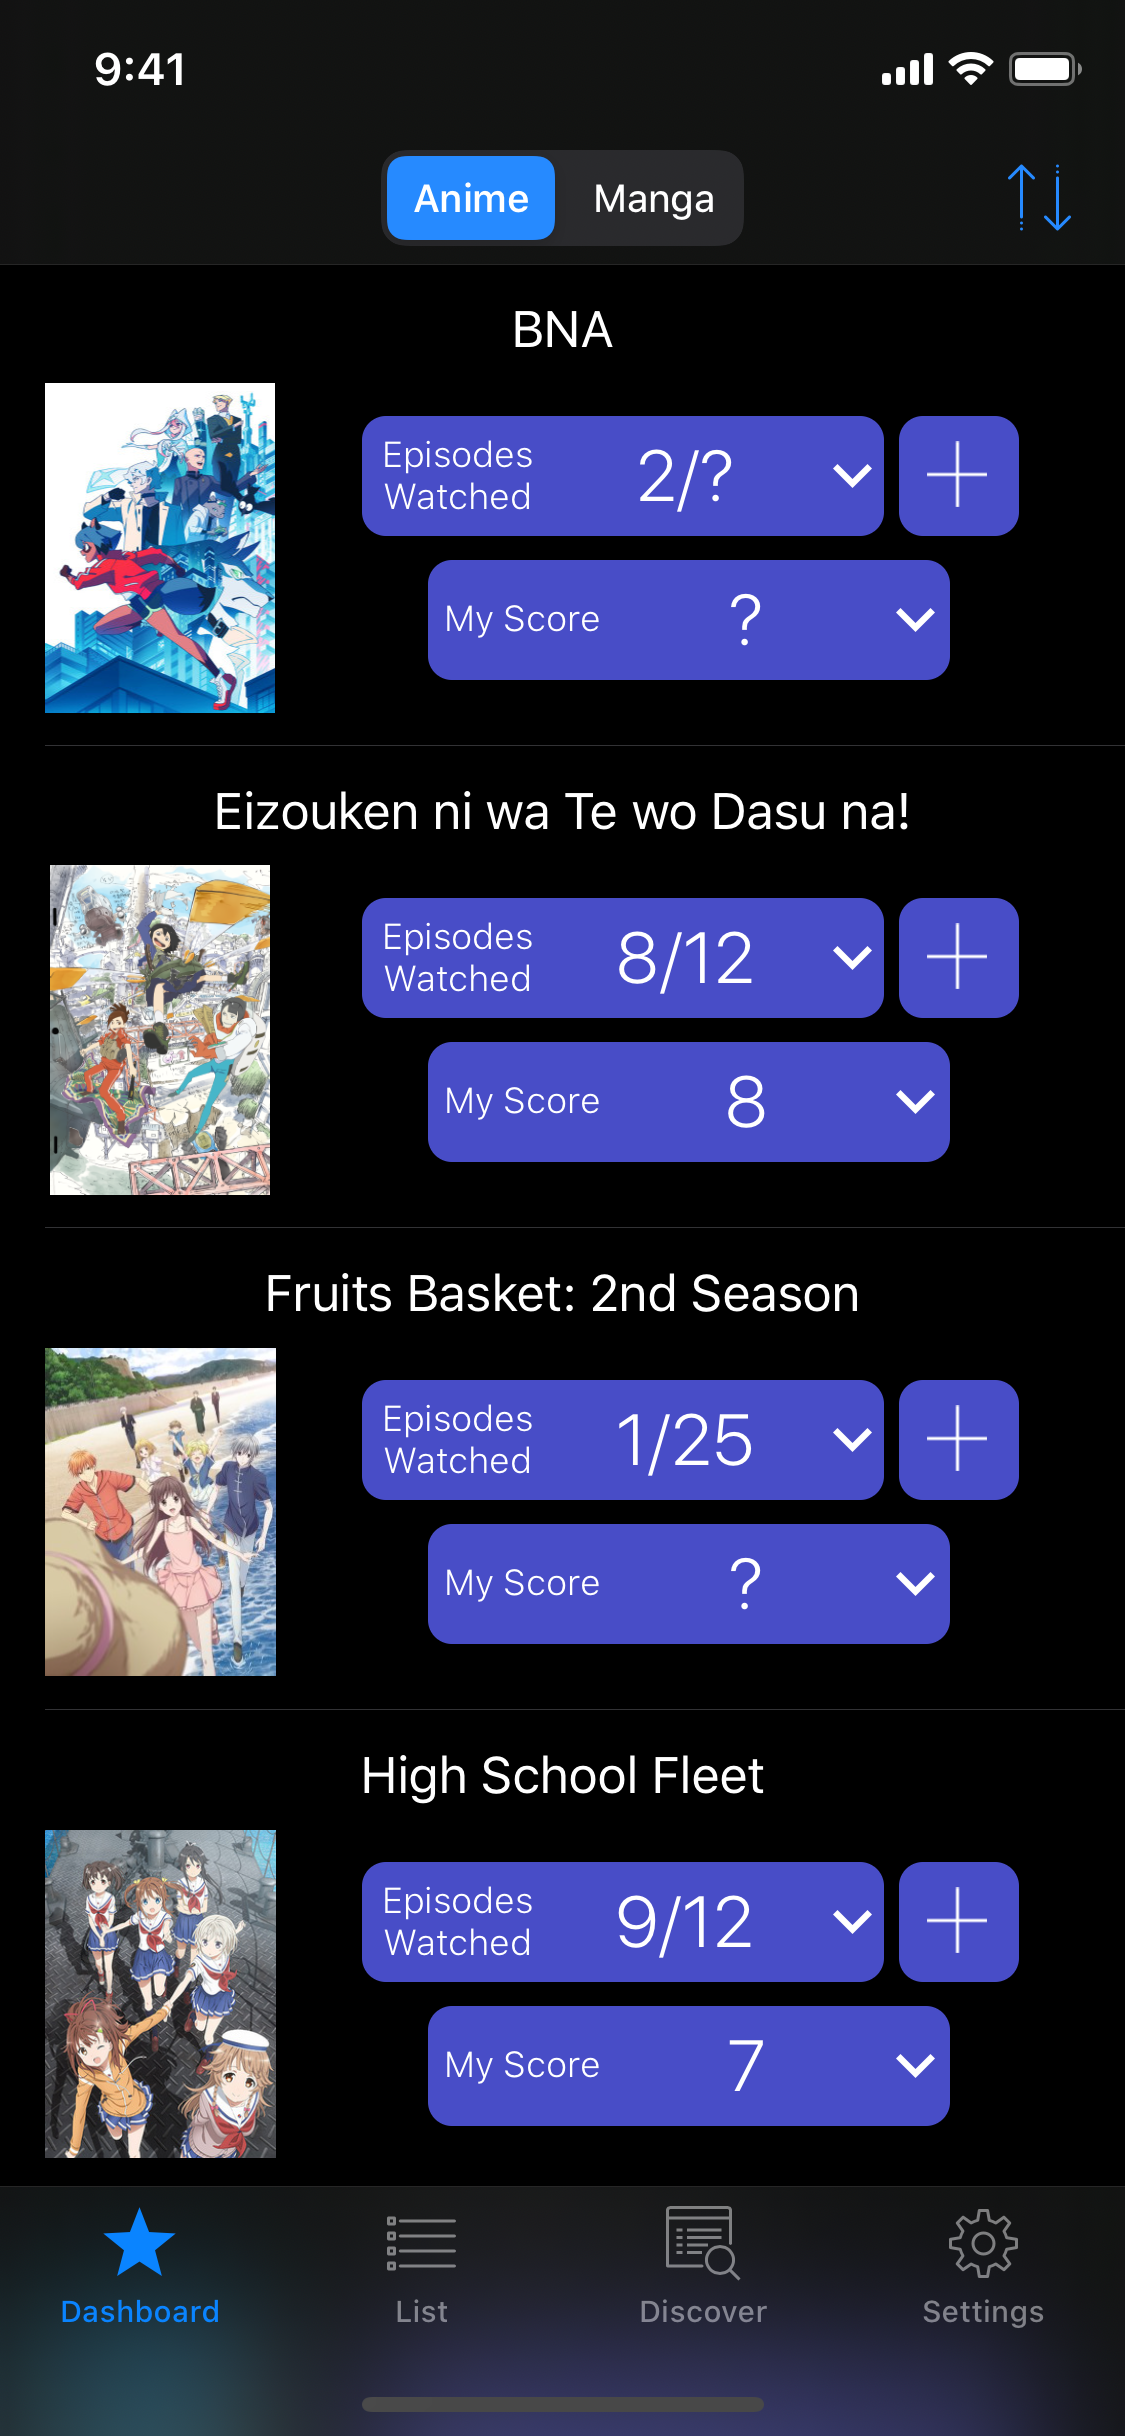 9:41
Anime Manga
BNA
Episodes
Watched
2/?
My Score ?
Eizouken ni wa Te wo Dasu na!
Episodes
Watched
8/12
My Score 8
Fruits Basket: 2nd Season
Episodes
Watched
1/25
My Score ?
High School Fleet
Episodes
Watched
9/12
My Score 7
Dashboard List Discover Settings